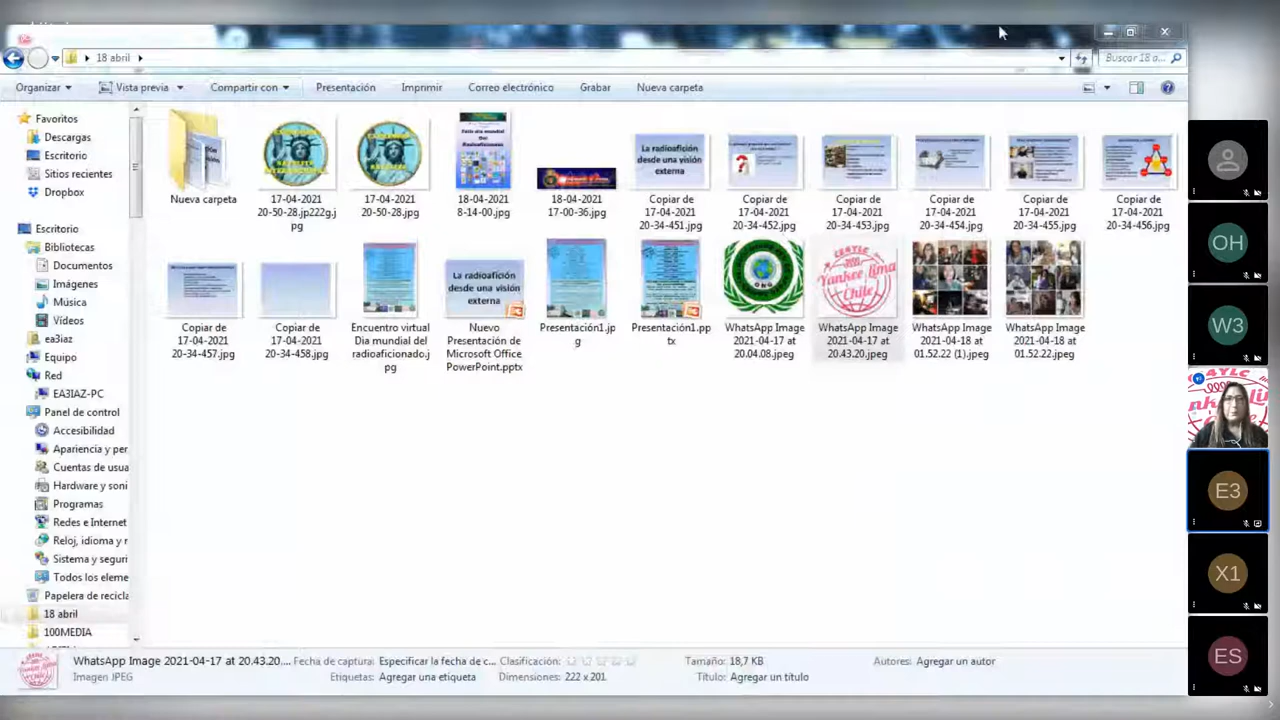 18 abril
Buscar 18 a...
Organizar
Vista previa
Compartir con
Presentación
Imprimir
Correo electrónico
Grabar
Nueva carpeta
Favoritos
Descargas
Escritorio
Sitios recientes
Dropbox
Escritorio
Bibliotecas
Documentos
Imágenes
Música
Vídeos
ea3iaz
Equipo
Red
EA3IAZ-PC
Panel de control
Accesibilidad
Apariencia y per
Cuentas de usua
Hardware y soni
Programas
Redes e Internet
Reloj, idioma y r
Sistema y seguri
Todos los eleme
Papelera de recicla
18 abril
100MEDIA
Nueva carpeta
17-04-2021
20-50-28.jp222g.j
pg
17-04-2021
20-50-28.jpg
18-04-2021
8-14-00.jpg
18-04-2021
17-00-36.jpg
La radioafición
desde una visión
externa
Copiar de
17-04-2021
20-34-451.jpg
Copiar de
17-04-2021
20-34-452.jpg
Copiar de
17-04-2021
20-34-453.jpg
Copiar de
17-04-2021
20-34-454.jpg
Copiar de
17-04-2021
20-34-455.jpg
Copiar de
17-04-2021
20-34-456.jpg
Copiar de
17-04-2021
20-34-457.jpg
Copiar de
17-04-2021
20-34-458.jpg
Encuentro virtual
Dia mundial del
radioaficionado.j
pg
La radioafición
desde una visión
externa
Nuevo
Presentación de
Microsoft Office
PowerPoint.pptx
Presentación1.jp
g
Presentación1.pp
tx
WhatsApp Image
2021-04-17 at
20.04.08.jpeg
CE4YLC
Yankee Lima
Chile
WhatsApp Image
2021-04-17 at
20.43.20.jpeg
WhatsApp Image
2021-04-18 at
01.52.22 (1).jpeg
WhatsApp Image
2021-04-18 at
01.52.22.jpeg
OH
W3
E3
X1
ES
WhatsApp Image 2021-04-17 at 20.43.20....
Fecha de captura: Especificar la fecha de c...
Clasificación:
Tamaño: 18,7 KB
Autores: Agregar un autor
Imagen JPEG
Etiquetas: Agregar una etiqueta
Dimensiones: 222 x 201
Título: Agregar un título